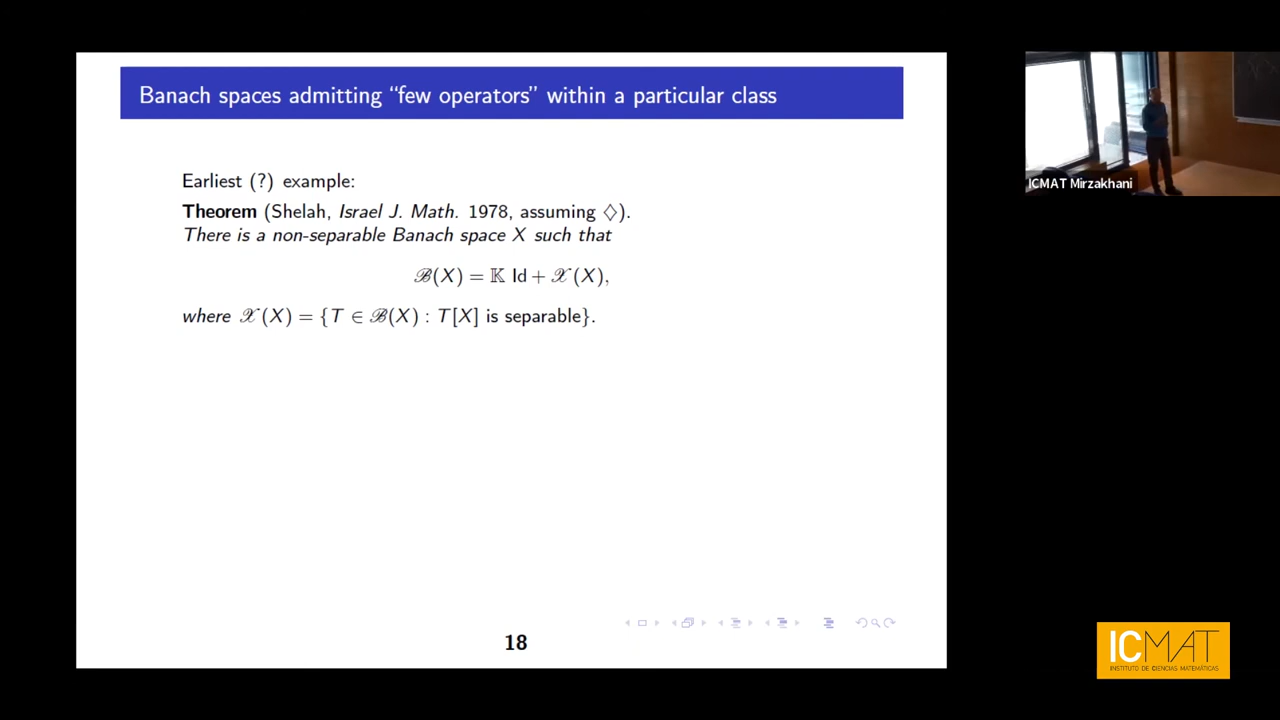 Banach spaces admitting “few operators” within a particular class
Earliest (?) example:
Theorem (Shelah, Israel J. Math. 1978, assuming ♢).
There is a non-separable Banach space X such that
ℬ(X) = 𝕂 Id + 𝒳(X),
where 𝒳(X) = {T ∈ ℬ(X) : T[X] is separable}.
18
ICMAT Mirzakhani
ICMAT
INSTITUTO DE CIENCIAS MATEMÁTICAS